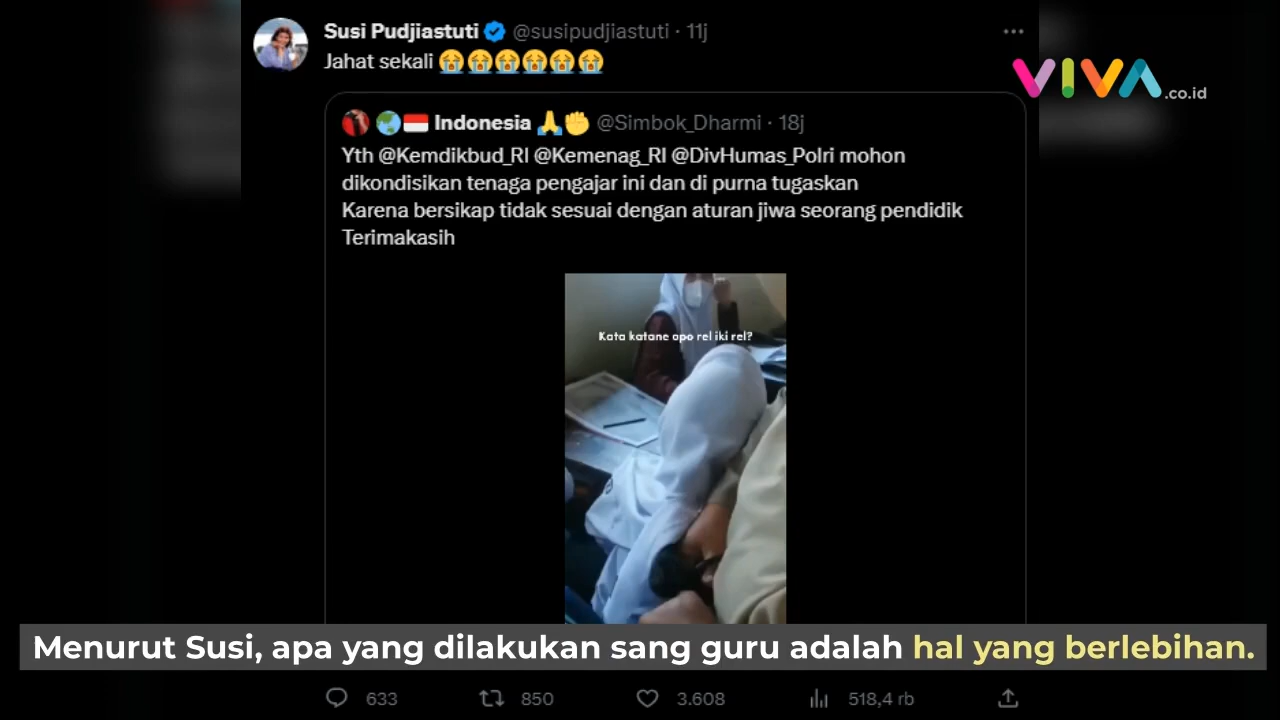 Susi Pudjiastuti @susipudjiastuti · 11j
Jahat sekali 😭😭😭😭😭😭
VIVA.co.id
🌏🇮🇩 Indonesia 🙏✊ @Simbok_Dharmi · 18j
Yth @Kemdikbud_RI @Kemenag_RI @DivHumas_Polri mohon
dikondisikan tenaga pengajar ini dan di purna tugaskan
Karena bersikap tidak sesuai dengan aturan jiwa seorang pendidik
Terimakasih
Kata katane opo rel iki rel?
Menurut Susi, apa yang dilakukan sang guru adalah hal yang berlebihan.
633 850 3.608 518,4 rb